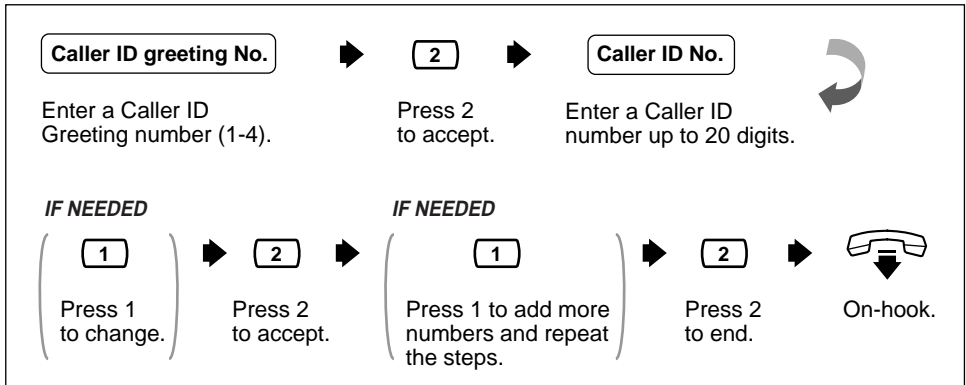 Caller ID greeting No.
2
Caller ID No.
Enter a Caller ID
Greeting number (1-4).
Press 2
to accept.
Enter a Caller ID
number up to 20 digits.
IF NEEDED
IF NEEDED
1
2
1
2
Press 1
to change.
Press 2
to accept.
Press 1 to add more
numbers and repeat
the steps.
Press 2
to end.
On-hook.